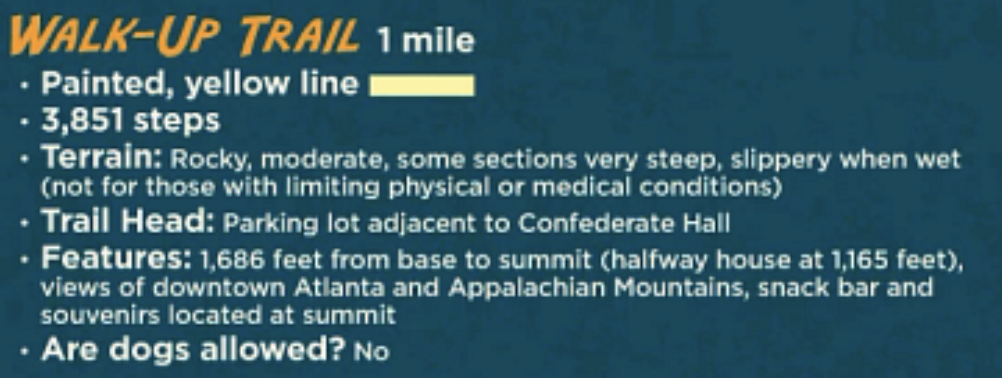 WALK-UP TRAIL 1 mile
• Painted, yellow line
• 3,851 steps
• Terrain: Rocky, moderate, some sections very steep, slippery when wet
(not for those with limiting physical or medical conditions)
• Trail Head: Parking lot adjacent to Confederate Hall
• Features: 1,686 feet from base to summit (halfway house at 1,165 feet),
views of downtown Atlanta and Appalachian Mountains, snack bar and
souvenirs located at summit
• Are dogs allowed? No